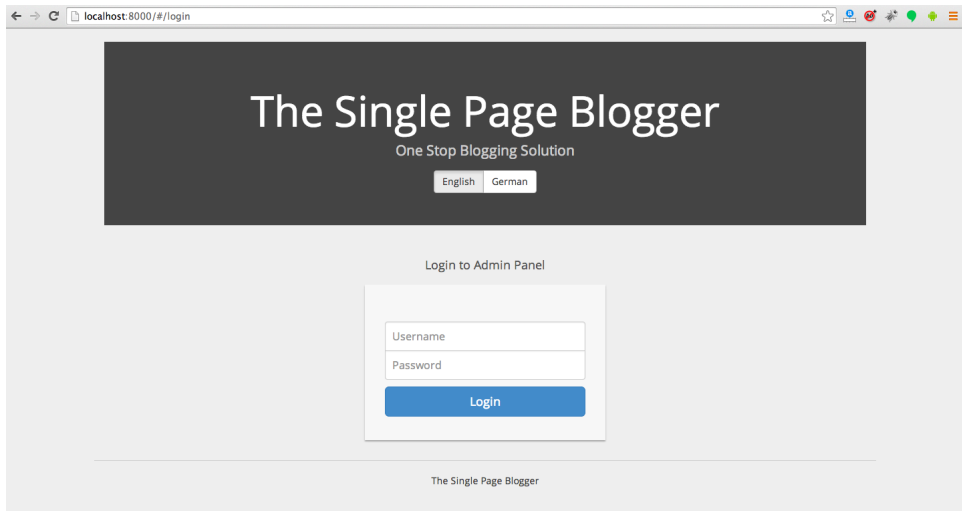 localhost:8000/#/login
The Single Page Blogger
One Stop Blogging Solution
English German
Login to Admin Panel
Username
Password
Login
The Single Page Blogger